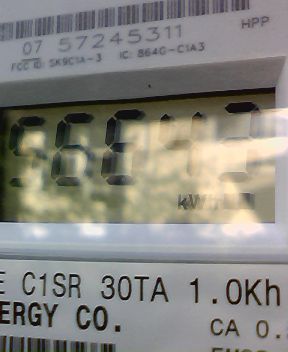 HPP
07 57245311
FCC ID: SK9C1A-3 IC: 864G-C1A3
56643
kWh
E C1SR 30TA 1.0Kh
ERGY CO.
CA 0.